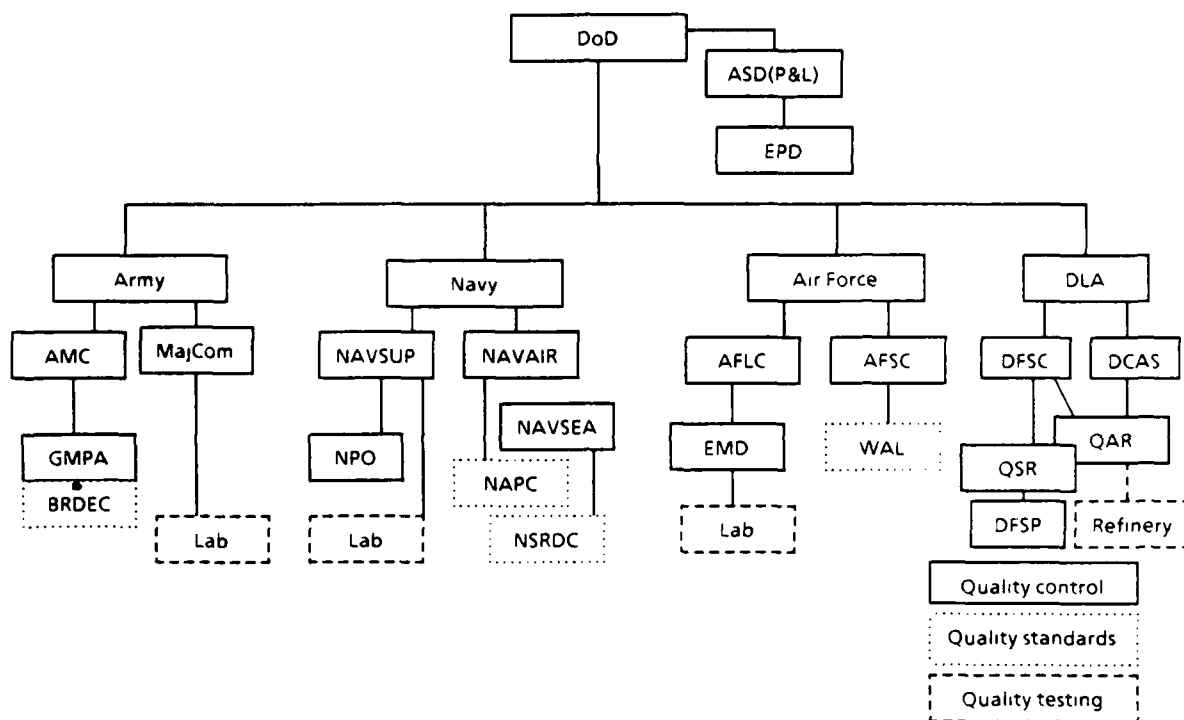 DoD
ASD(P&L)
EPD
Army
Navy
Air Force
DLA
AMC
MajCom
NAVSUP
NAVAIR
AFLC
AFSC
DFSC
DCAS
NAVSEA
GMPA
NPO
EMD
WAL
QAR
QSR
BRDEC
NAPC
Lab
Lab
NSRDC
Lab
DFSP
Refinery
Quality control
Quality standards
Quality testing